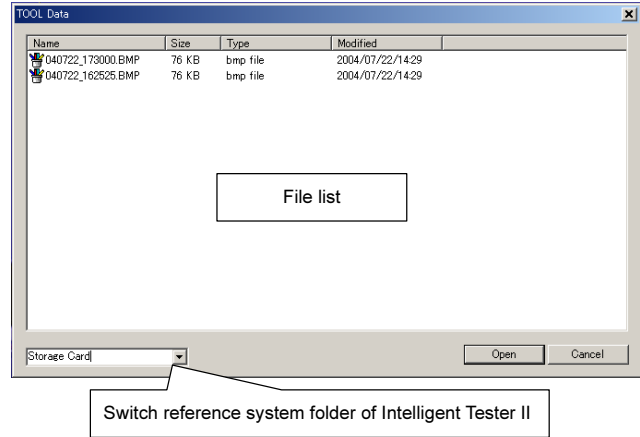 TOOL Data
Name Size Type Modified
040722_173000.BMP 76 KB bmp file 2004/07/22/14:29
040722_162525.BMP 76 KB bmp file 2004/07/22/14:29
File list
Storage Card Open Cancel
Switch reference system folder of Intelligent Tester II